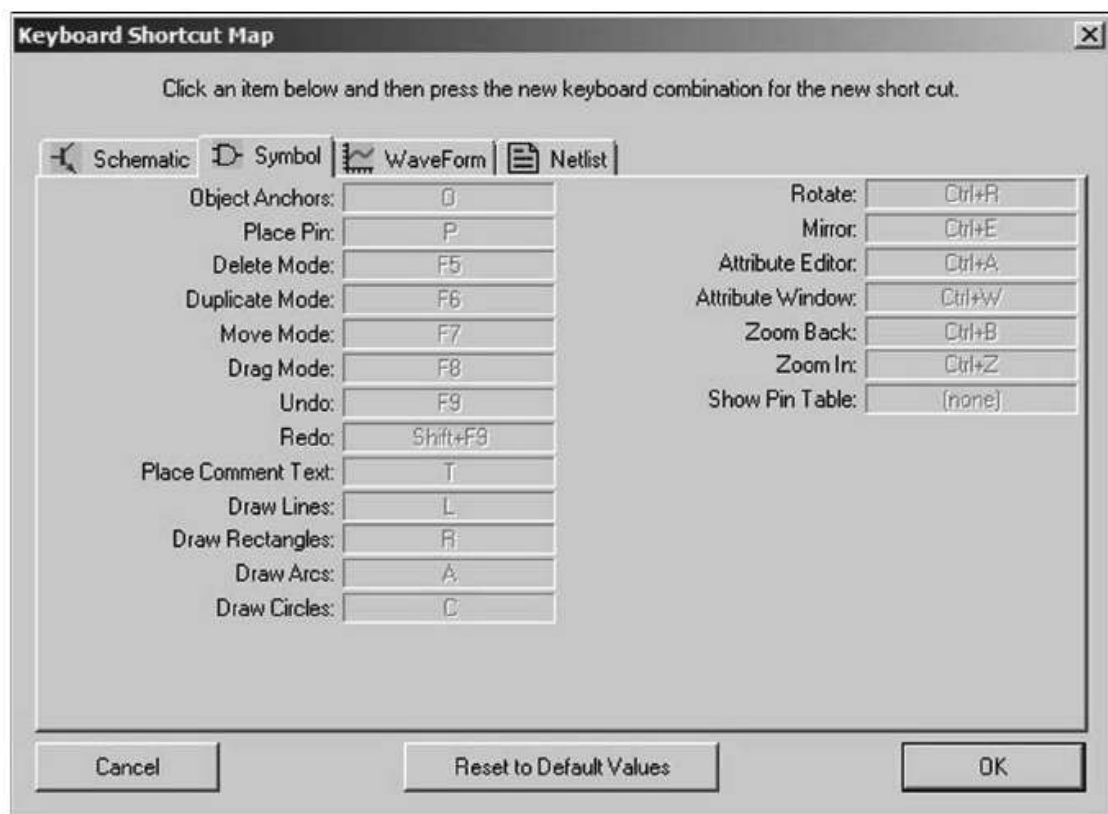 Keyboard Shortcut Map
Click an item below and then press the new keyboard combination for the new short cut.
Schematic Symbol WaveForm Netlist
Object Anchors: O
Place Pin: P
Delete Mode: F5
Duplicate Mode: F6
Move Mode: F7
Drag Mode: F8
Undo: F9
Redo: Shift+F9
Place Comment Text: T
Draw Lines: L
Draw Rectangles: R
Draw Arcs: A
Draw Circles: C
Rotate: Ctrl+R
Mirror: Ctrl+E
Attribute Editor: Ctrl+A
Attribute Window: Ctrl+W
Zoom Back: Ctrl+B
Zoom In: Ctrl+Z
Show Pin Table: (none)
Cancel Reset to Default Values OK